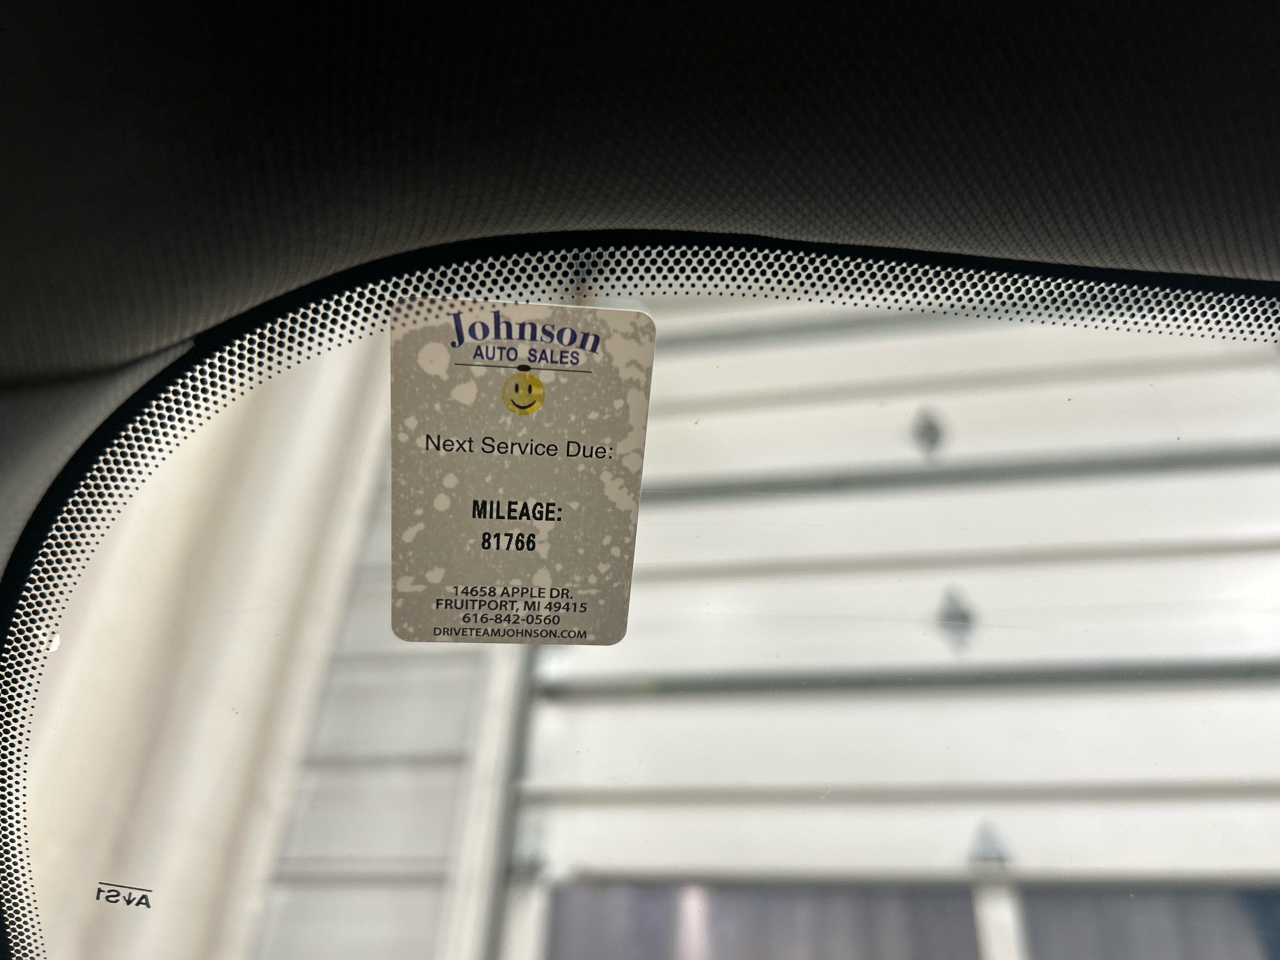 Johnson
AUTO SALES
Next Service Due:
MILEAGE:
81766
14658 APPLE DR.
FRUITPORT, MI 49415
616-842-0560
DRIVETEAMJOHNSON.COM
A↓S1